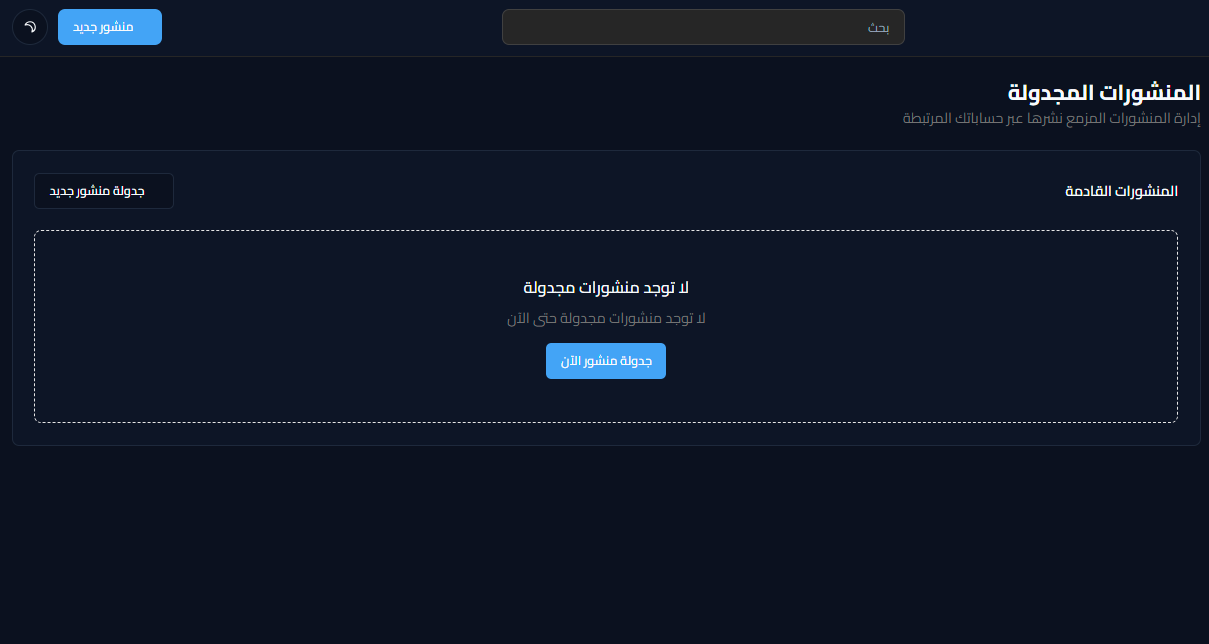 بحث
منشور جديد
المنشورات المجدولة
إدارة المنشورات المزمع نشرها عبر حساباتك المرتبطة
المنشورات القادمة
جدولة منشور جديد
لا توجد منشورات مجدولة
لا توجد منشورات مجدولة حتى الآن
جدولة منشور الآن